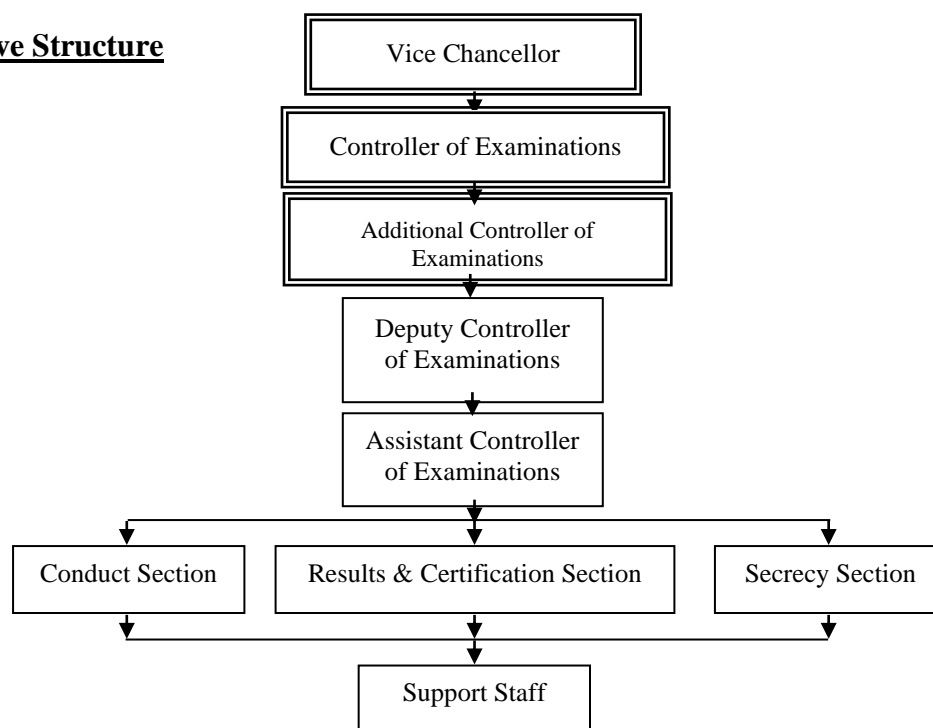 ve Structure
Vice Chancellor
Controller of Examinations
Additional Controller of
Examinations
Deputy Controller
of Examinations
Assistant Controller
of Examinations
Conduct Section
Results & Certification Section
Secrecy Section
Support Staff